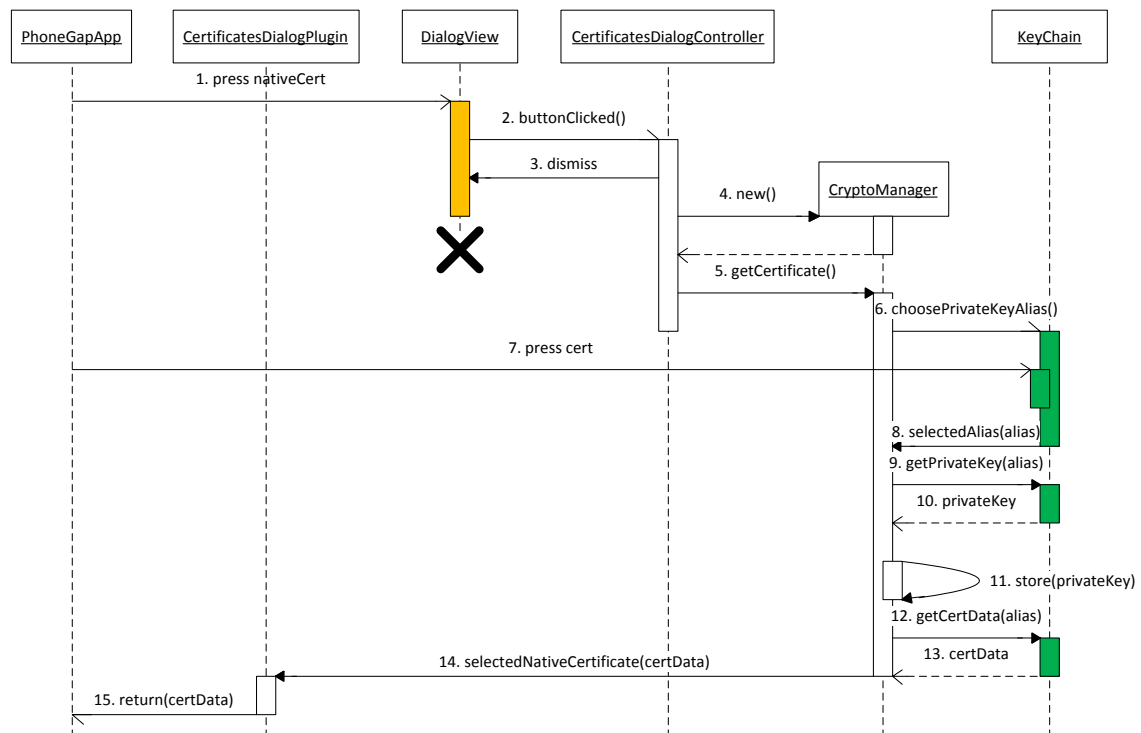 PhoneGapApp
CertificatesDialogPlugin
DialogView
CertificatesDialogController
KeyChain
1. press nativeCert
2. buttonClicked()
3. dismiss
CryptoManager
4. new()
5. getCertificate()
6. choosePrivateKeyAlias()
7. press cert
8. selectedAlias(alias)
9. getPrivateKey(alias)
10. privateKey
11. store(privateKey)
12. getCertData(alias)
13. certData
14. selectedNativeCertificate(certData)
15. return(certData)